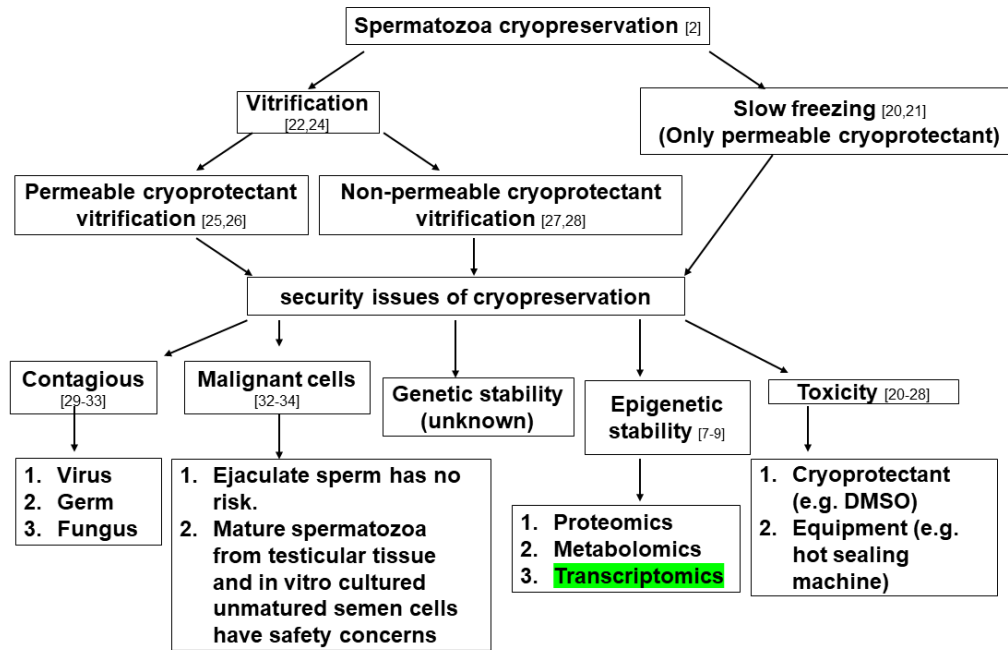 Spermatozoa cryopreservation [2]
Vitrification
[22,24]
Slow freezing [20,21]
(Only permeable cryoprotectant)
Permeable cryoprotectant
vitrification [25,26]
Non-permeable cryoprotectant
vitrification [27,28]
security issues of cryopreservation
Contagious
[29-33]
Malignant cells
[32-34]
Genetic stability
(unknown)
Epigenetic
stability [7-9]
Toxicity [20-28]
1. Virus
2. Germ
3. Fungus
1. Ejaculate sperm has no
risk.
2. Mature spermatozoa
from testicular tissue
and in vitro cultured
unmatured semen cells
have safety concerns
1. Proteomics
2. Metabolomics
3. Transcriptomics
1. Cryoprotectant
(e.g. DMSO)
2. Equipment (e.g.
hot sealing
machine)